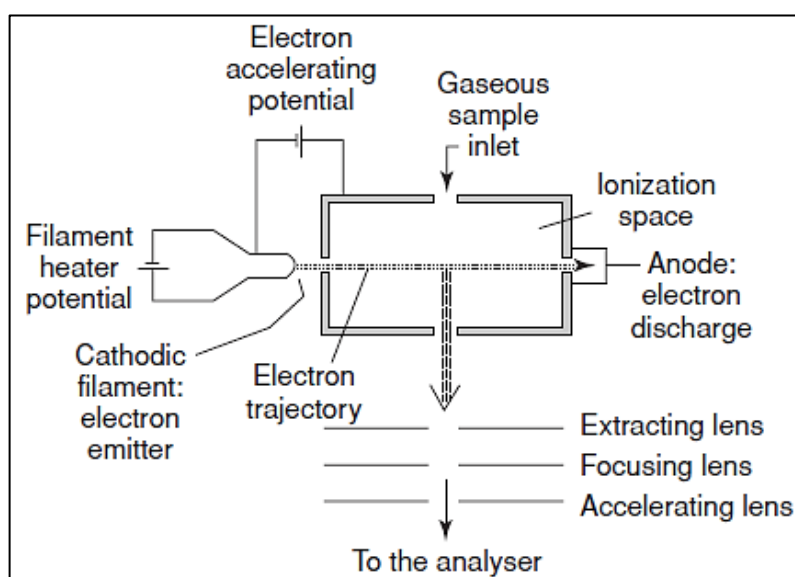 Electron
accelerating
potential
Gaseous
sample
inlet
Ionization
space
Filament
heater
potential
Anode:
electron
discharge
Cathodic
filament:
electron
emitter
Electron
trajectory
Extracting lens
Focusing lens
Accelerating lens
To the analyser